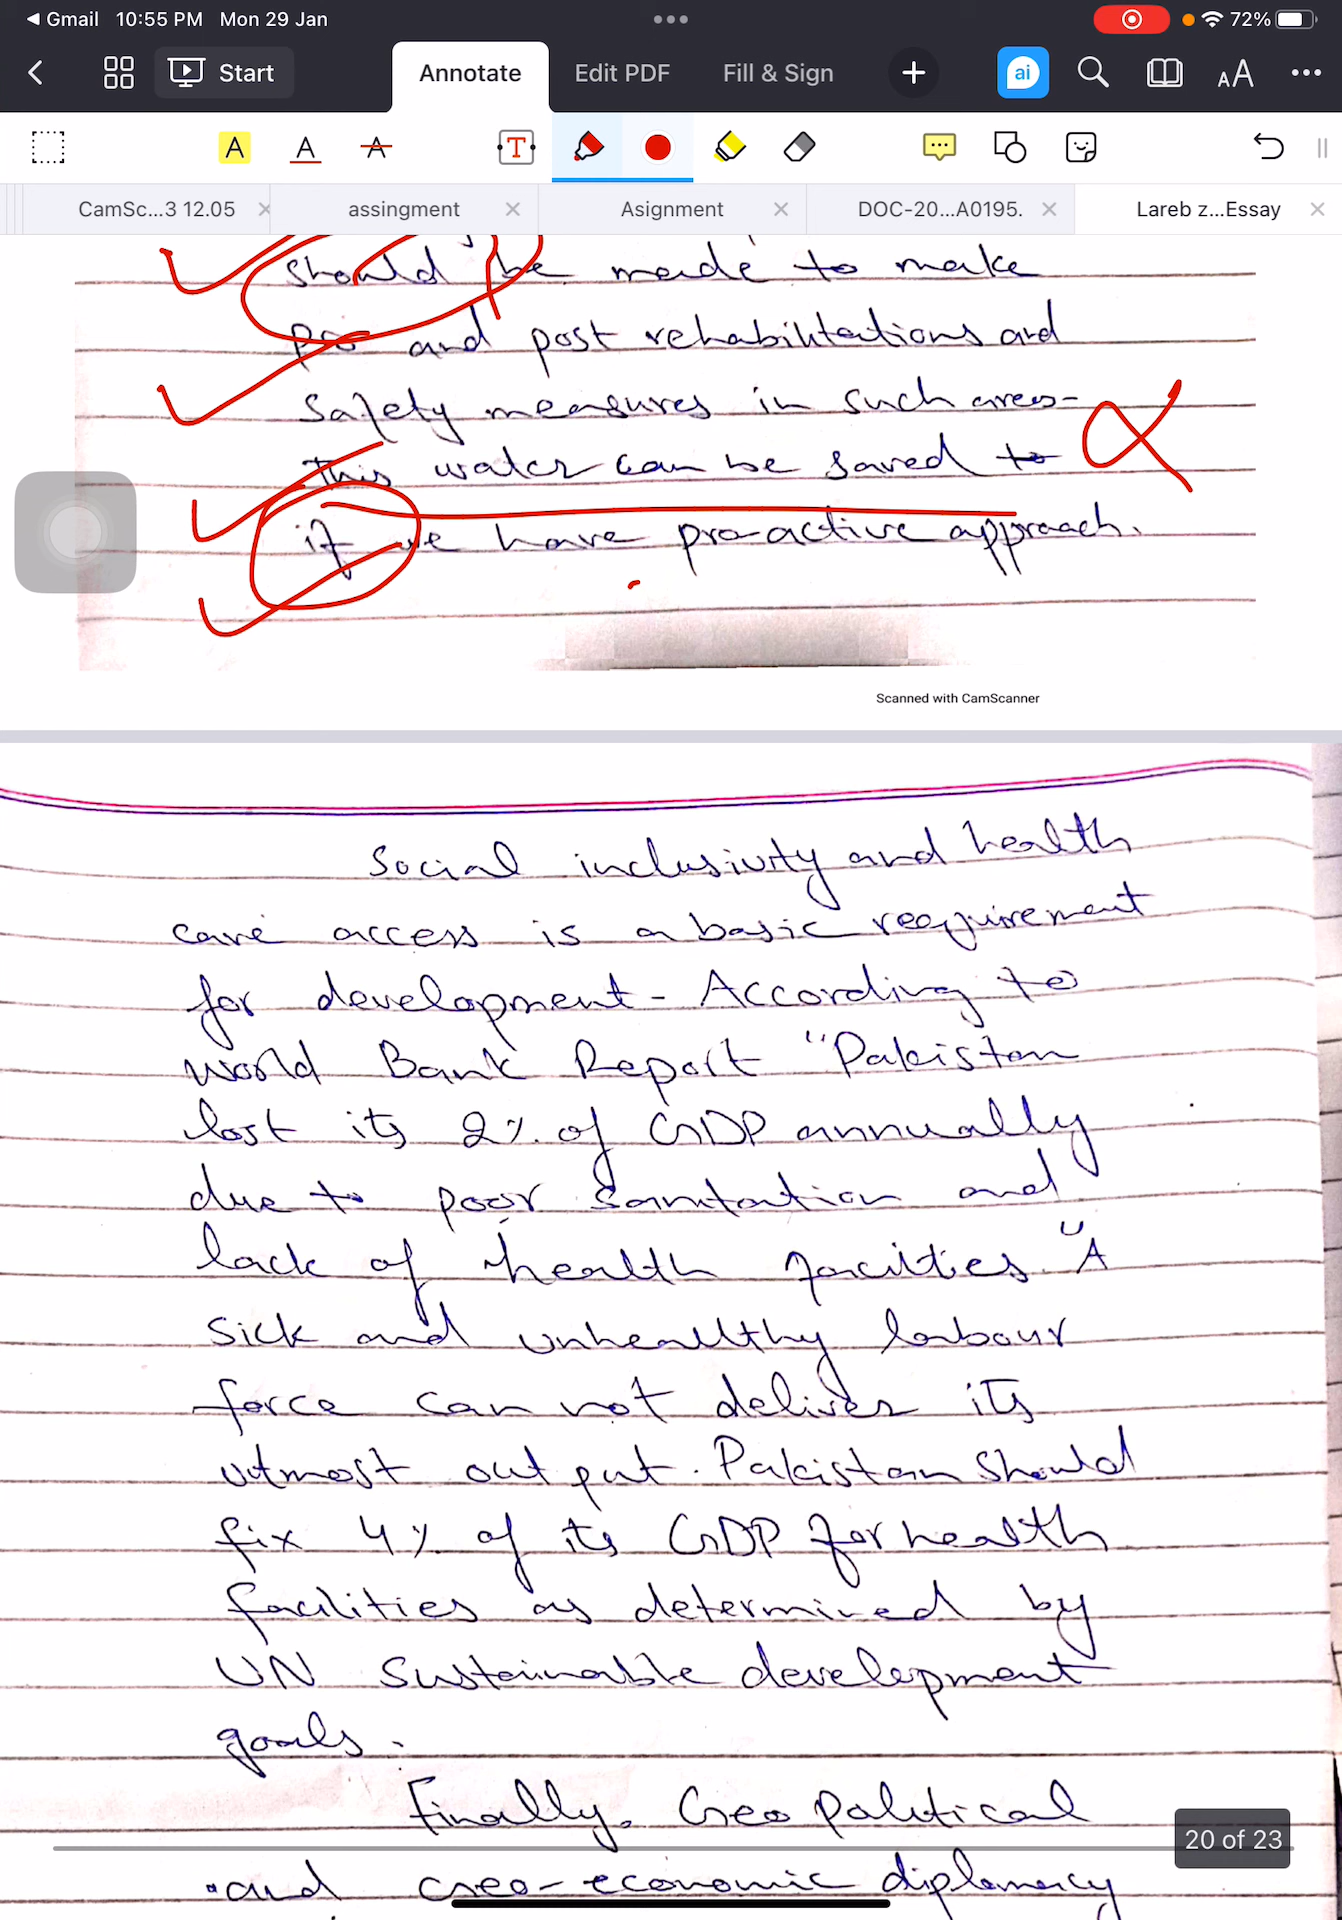 Gmail 10:55 PM Mon 29 Jan 72%
Start Annotate Edit PDF Fill & Sign ai AA
A A A T
CamSc...3 12.05 assingment Asignment DOC-20...A0195. Lareb z...Essay
should be made to make
pro and post rehabilitations and
Safety measures in such areas-
This water can be saved to
if we have pro-active approach.
Scanned with CamScanner
Social inclusivity and health
care access is a basic reequirement
for development - According to
World Bank Report "Pakistan
lost its 2% of GDP annually
due to poor sanitation and
lack of health facilities" A
Sick and unhealthy labour
force can not deliver its
utmost out put. Pakistan should
fix 4% of its GDP for health
facilities as determined by
UN Sustainable development
goals.
Finally, Geo Political
and Geo-economic diplomacy
20 of 23